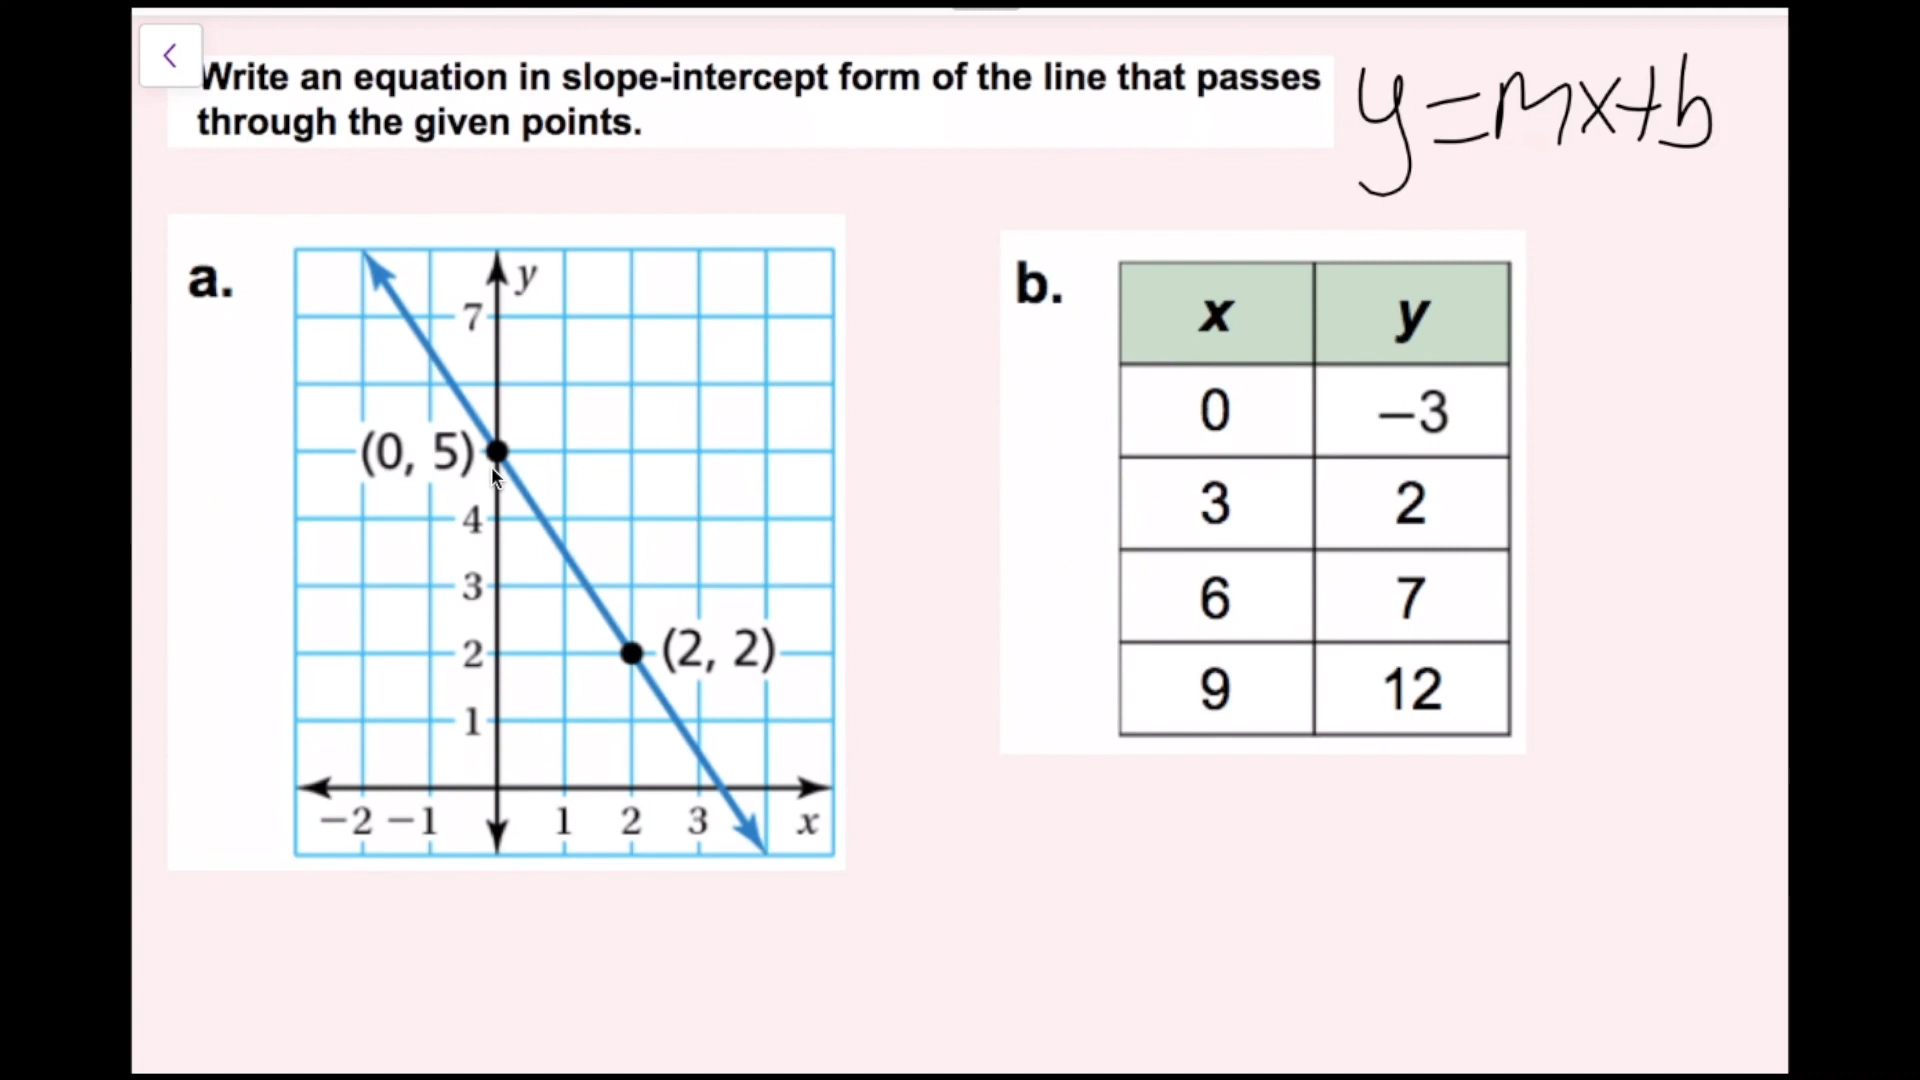 Write an equation in slope-intercept form of the line that passes
through the given points.
y=mx+b
a.
y
7
(0, 5)
4
3
2
(2, 2)
1
−2 −1 1 2 3 x
b.
x y
0 −3
3 2
6 7
9 12